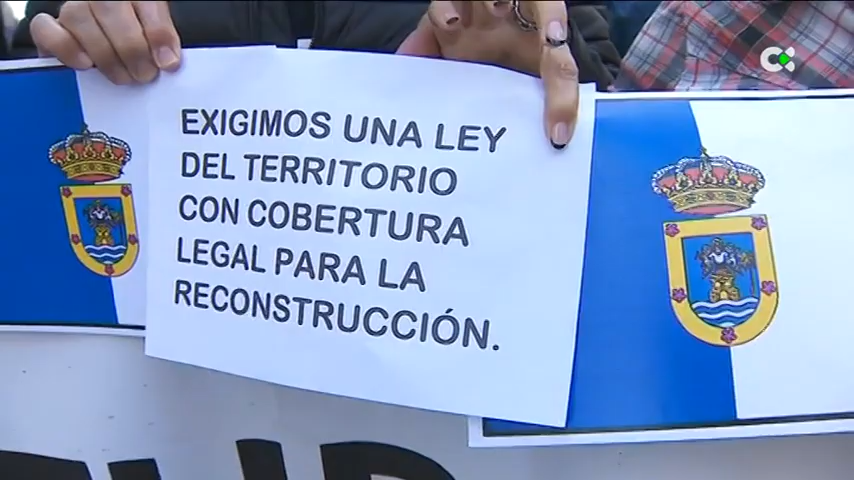 EXIGIMOS UNA LEY
DEL TERRITORIO
CON COBERTURA
LEGAL PARA LA
RECONSTRUCCIÓN.